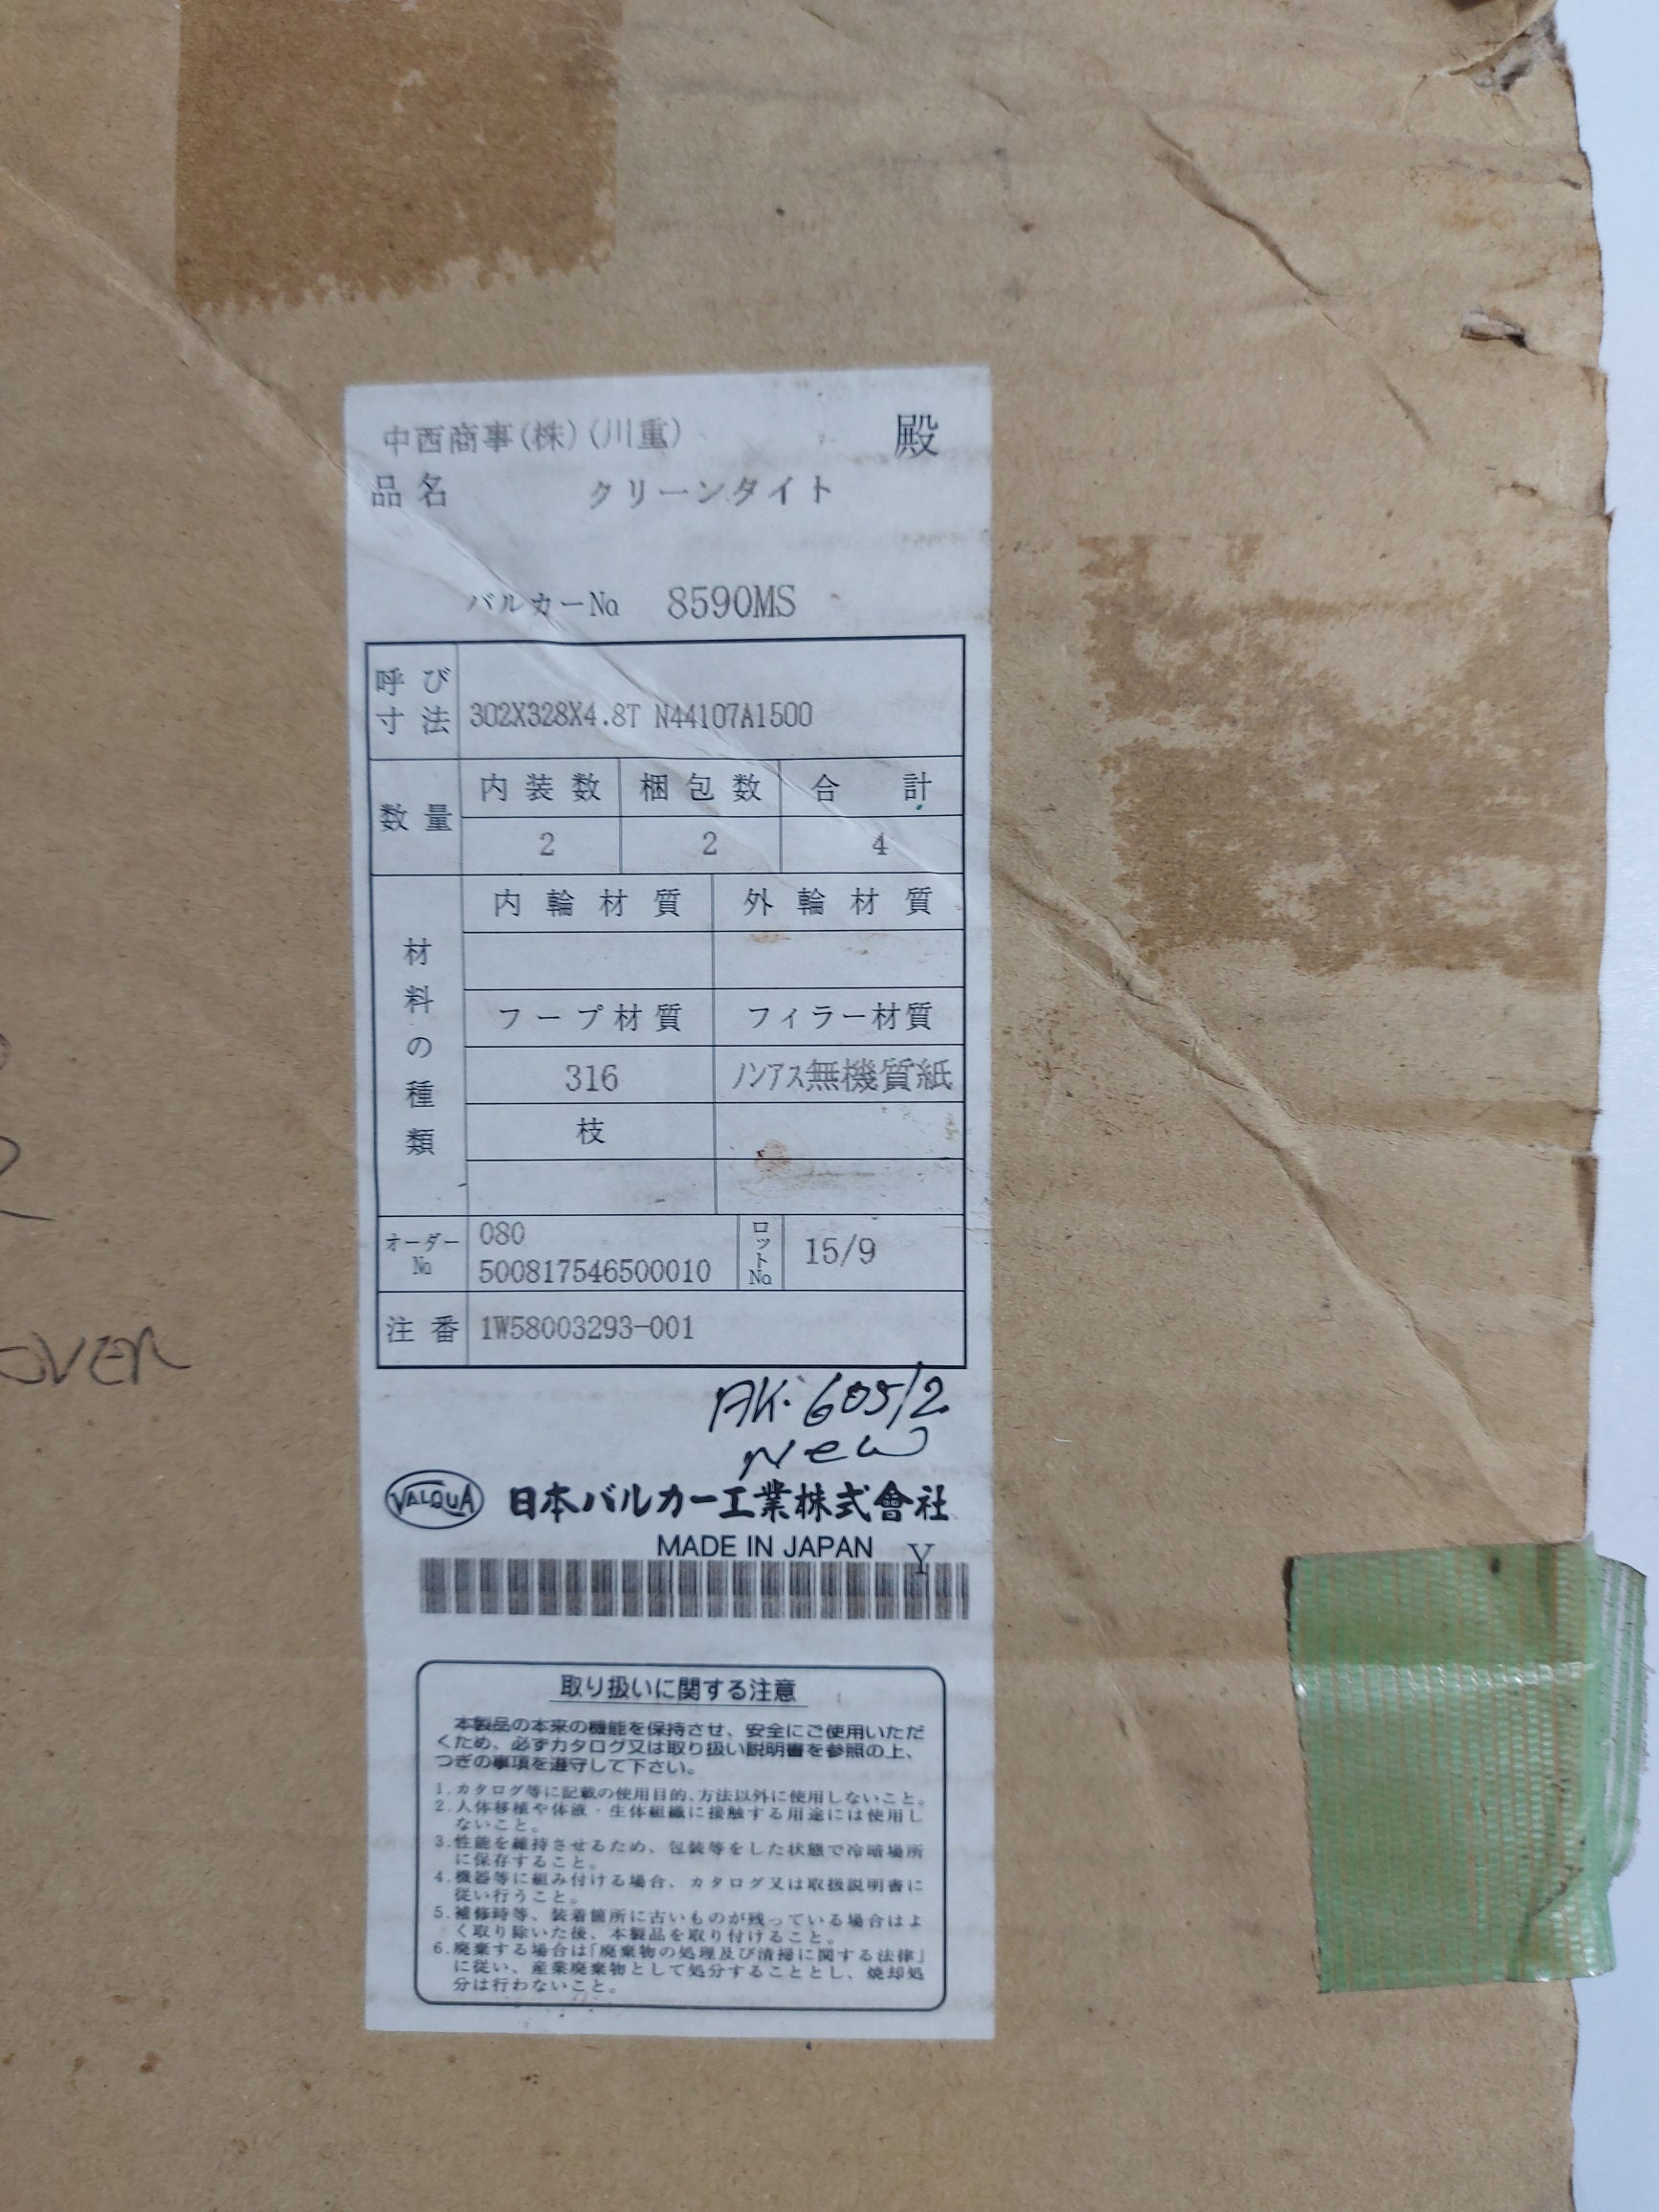 中西商事(株)(川重) 殿
品名 クリーンタイト
バルカーNo 8590MS
呼び寸法 302X328X4.8T N44107A1500
数量 内装数 梱包数 合計
2 2 4
材料の種類 内輪材質 外輪材質
フープ材質 フィラー材質
316 ノンアス無機質紙
枝
オーダーNo 080 500817546500010 ロットNo 15/9
注番 1W58003293-001
AK. 605/2
New
OVER
VALQUA 日本バルカー工業株式會社
MADE IN JAPAN Y
取り扱いに関する注意
本製品の本来の機能を保持させ、安全にご使用いただ
くため、必ずカタログ又は取り扱い説明書を参照の上、
つぎの事項を遵守して下さい。
1.カタログ等に記載の使用目的、方法以外に使用しないこと。
2.人体移植や体液・生体組織に接触する用途には使用し
ないこと。
3.性能を維持させるため、包装等をした状態で冷暗場所
に保存すること。
4.機器等に組み付ける場合、カタログ又は取扱説明書に
従い行うこと。
5.補修時等、装着箇所に古いものが残っている場合はよ
く取り除いた後、本製品を取り付けること。
6.廃棄する場合は「廃棄物の処理及び清掃に関する法律」
に従い、産業廃棄物として処分することとし、焼却処
分は行わないこと。